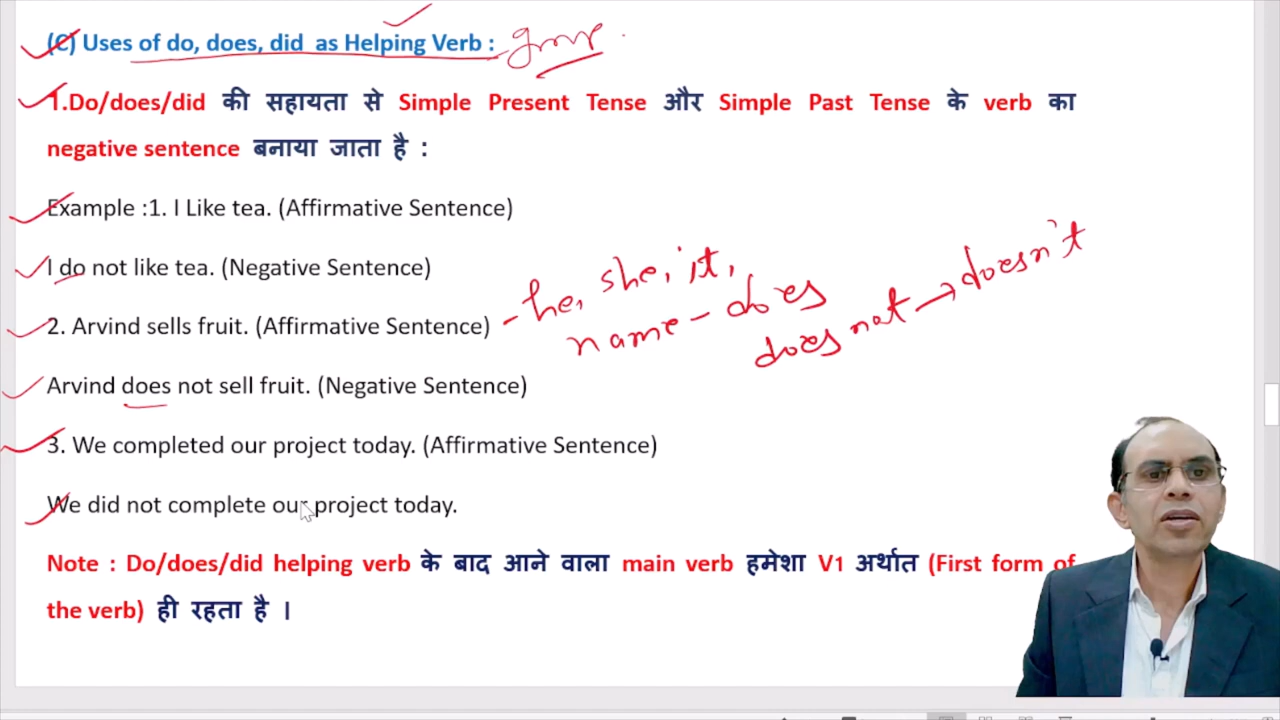 (C) Uses of do, does, did as Helping Verb :
1.Do/does/did की सहायता से Simple Present Tense और Simple Past Tense के verb का
negative sentence बनाया जाता है :
Example :1. I Like tea. (Affirmative Sentence)
I do not like tea. (Negative Sentence)
2. Arvind sells fruit. (Affirmative Sentence)
- he, she, it,
name - does
does not → doesn't
Arvind does not sell fruit. (Negative Sentence)
3. We completed our project today. (Affirmative Sentence)
We did not complete our project today.
Note : Do/does/did helping verb के बाद आने वाला main verb हमेशा V1 अर्थात (First form of
the verb) ही रहता है ।